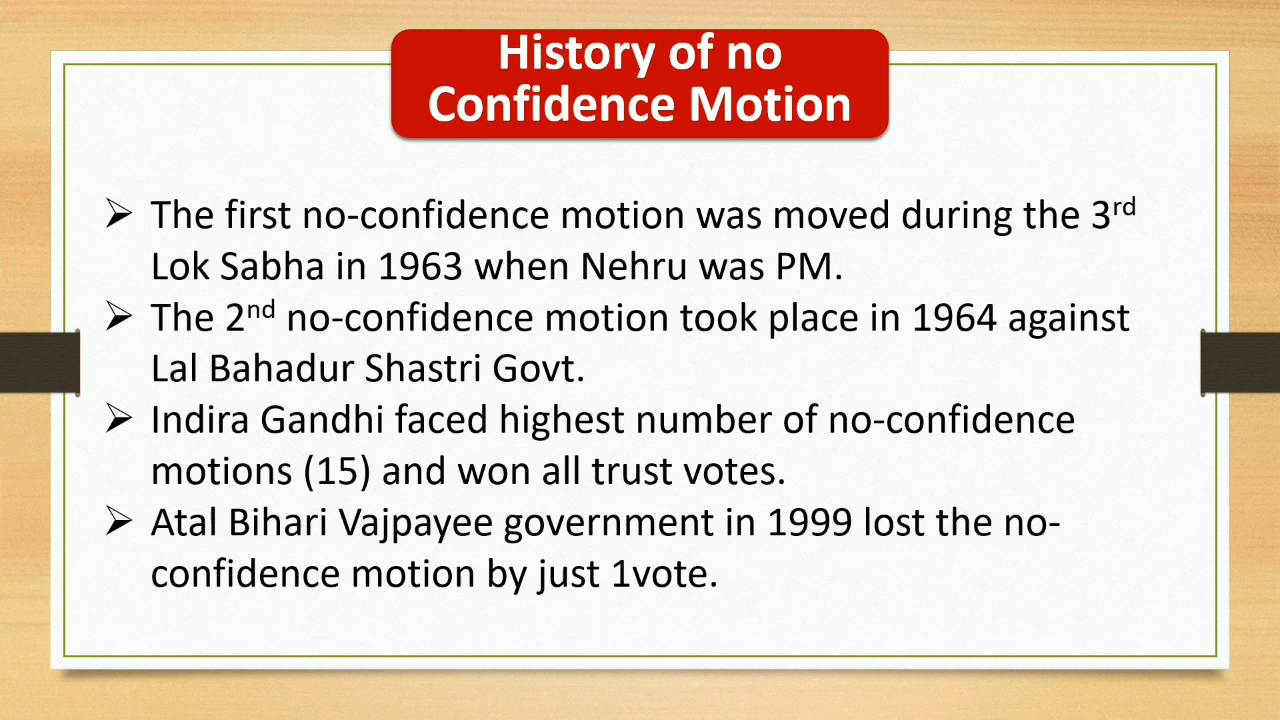 History of no
Confidence Motion
➢ The first no-confidence motion was moved during the 3rd
Lok Sabha in 1963 when Nehru was PM.
➢ The 2nd no-confidence motion took place in 1964 against
Lal Bahadur Shastri Govt.
➢ Indira Gandhi faced highest number of no-confidence
motions (15) and won all trust votes.
➢ Atal Bihari Vajpayee government in 1999 lost the no-
confidence motion by just 1vote.